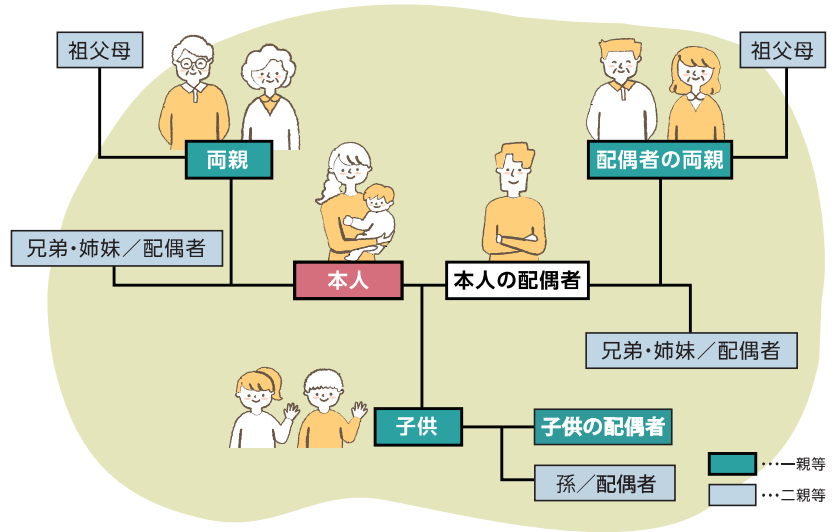 祖父母
祖父母
両親
配偶者の両親
兄弟・姉妹／配偶者
本人
本人の配偶者
兄弟・姉妹／配偶者
子供
子供の配偶者
孫／配偶者
･･･一親等
･･･二親等